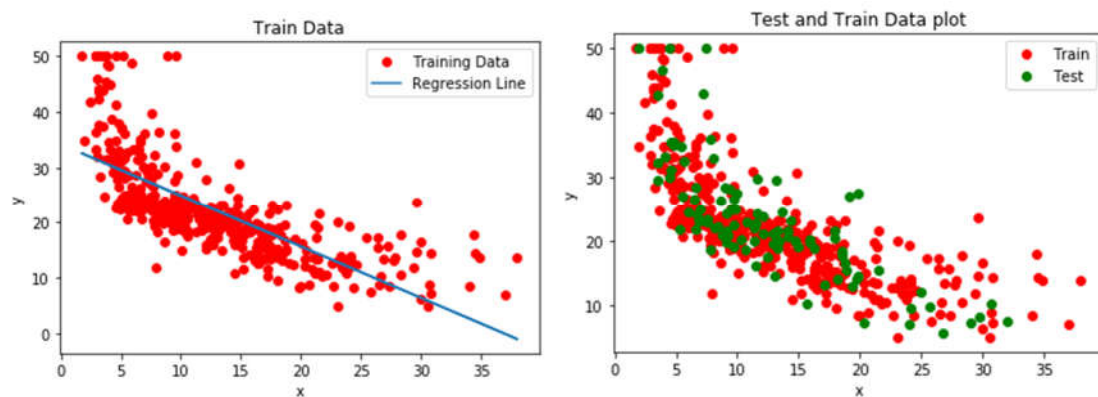 Train Data
50
40
30
20
10
0
y
Training Data
Regression Line
0 5 10 15 20 25 30 35
x
Test and Train Data plot
50
40
30
20
10
y
Train
Test
0 5 10 15 20 25 30 35
x